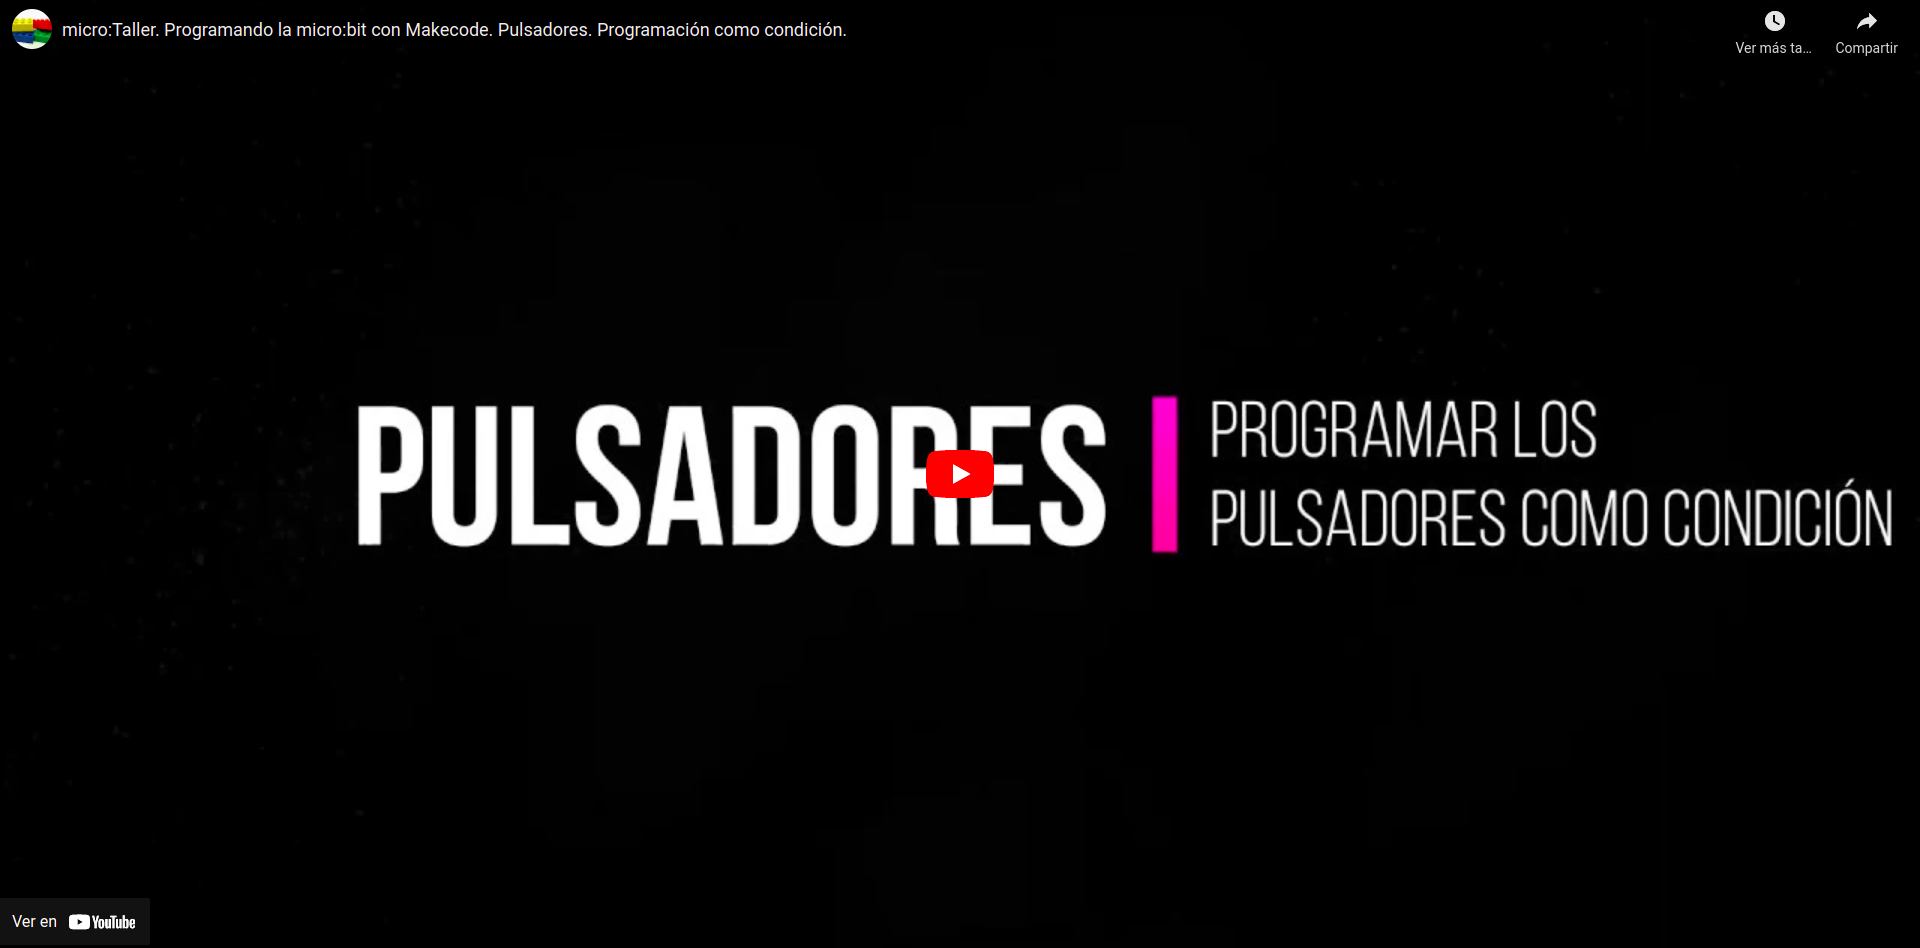 micro:Taller. Programando la micro:bit con Makecode. Pulsadores. Programación como condición.
Ver más ta...
Compartir
PULSADORES
PROGRAMAR LOS
PULSADORES COMO CONDICIÓN
Ver en YouTube